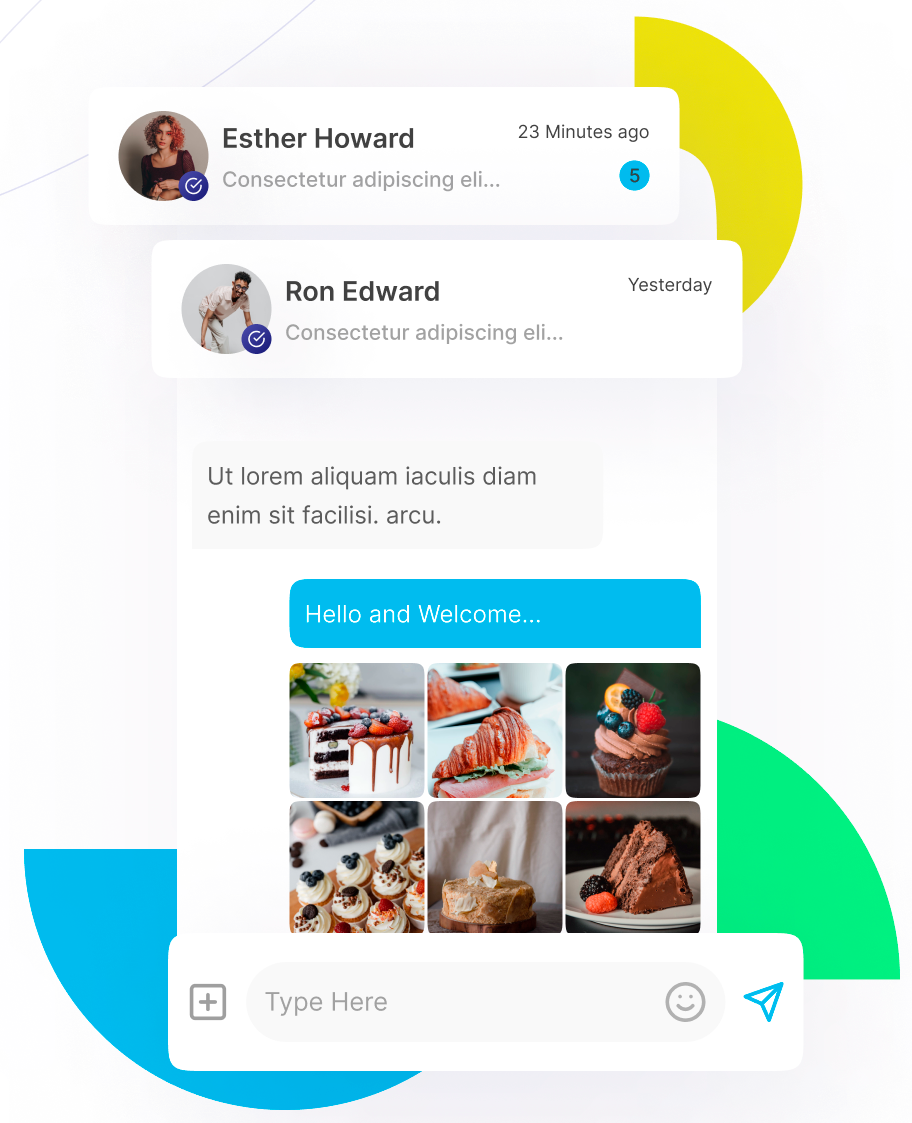 Esther Howard
23 Minutes ago
Consectetur adipiscing eli...
5
Ron Edward
Yesterday
Consectetur adipiscing eli...
Ut lorem aliquam iaculis diam
enim sit facilisi. arcu.
Hello and Welcome...
Type Here